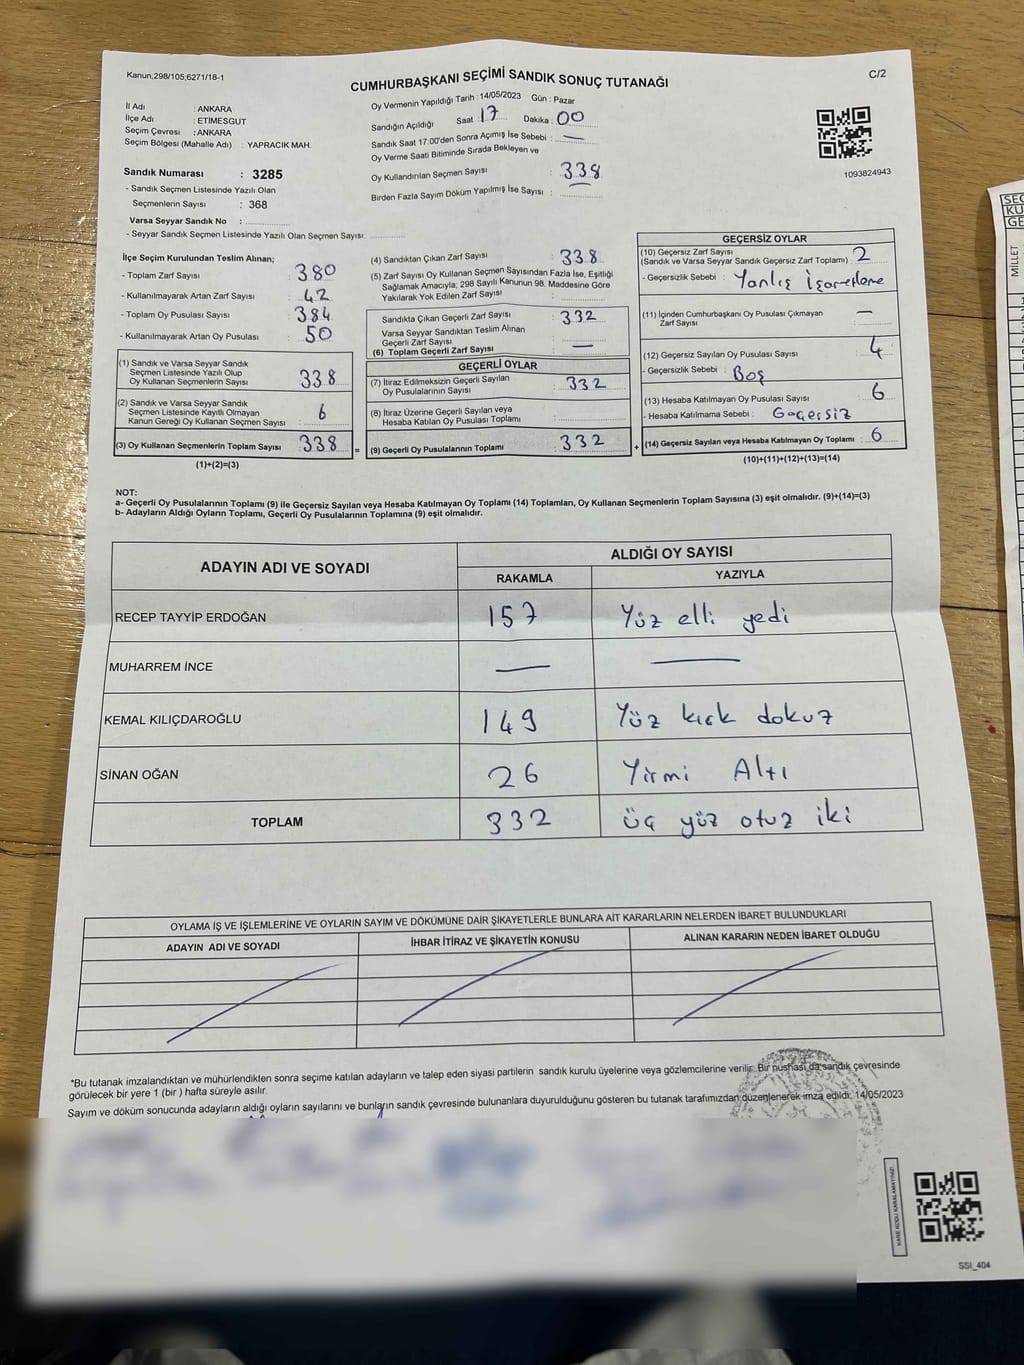 Kanun;298/105;6271/18-1
CUMHURBAŞKANI SEÇİMİ SANDIK SONUÇ TUTANAĞI
C/2
İl Adı : ANKARA
İlçe Adı : ETİMESGUT
Seçim Çevresi : ANKARA
Seçim Bölgesi (Mahalle Adı) : YAPRACIK MAH.
Sandık Numarası : 3285
- Sandık Seçmen Listesinde Yazılı Olan
Seçmenlerin Sayısı : 368
Varsa Seyyar Sandık No :
- Seyyar Sandık Seçmen Listesinde Yazılı Olan Seçmen Sayısı:
Oy Vermenin Yapıldığı Tarih : 14/05/2023 Gün : Pazar
Sandığın Açıldığı Saat : 17 Dakika : 00
Sandık Saat 17:00'den Sonra Açımış İse Sebebi : —
Oy Verme Saati Bitiminde Sırada Bekleyen ve
Oy Kullandırılan Seçmen Sayısı : 338
Birden Fazla Sayım Döküm Yapılmış İse Sayısı :
1093824943
İlçe Seçim Kurulundan Teslim Alınan;
- Toplam Zarf Sayısı : 380
- Kullanılmayarak Artan Zarf Sayısı : 42
- Toplam Oy Pusulası Sayısı : 384
- Kullanılmayarak Artan Oy Pusulası : 50
(1) Sandık ve Varsa Seyyar Sandık
Seçmen Listesinde Yazılı Olup
Oy Kullanan Seçmenlerin Sayısı : 338
(2) Sandık ve Varsa Seyyar Sandık
Seçmen Listesinde Kayıtlı Olmayan
Kanun Gereği Oy Kullanan Seçmen Sayısı : 6
(3) Oy Kullanan Seçmenlerin Toplam Sayısı : 338
(1)+(2)=(3)
(4) Sandıktan Çıkan Zarf Sayısı : 338
(5) Zarf Sayısı Oy Kullanan Seçmen Sayısından Fazla İse, Eşitliği
Sağlamak Amacıyla; 298 Sayılı Kanunun 98. Maddesine Göre
Yakılarak Yok Edilen Zarf Sayısı :
Sandıkta Çıkan Geçerli Zarf Sayısı : 332
Varsa Seyyar Sandıktan Teslim Alınan
Geçerli Zarf Sayısı :
(6) Toplam Geçerli Zarf Sayısı : —
GEÇERLİ OYLAR
(7) İtiraz Edilmeksizin Geçerli Sayılan
Oy Pusulalarının Sayısı : 332
(8) İtiraz Üzerine Geçerli Sayılan veya
Hesaba Katılan Oy Pusulası Toplamı :
= (9) Geçerli Oy Pusulalarının Toplamı : 332
GEÇERSİZ OYLAR
(10) Geçersiz Zarf Sayısı
(Sandık ve Varsa Seyyar Sandık Geçersiz Zarf Toplamı) : 2
- Geçersizlik Sebebi : Yanlış İşaretleme
(11) İçinden Cumhurbaşkanı Oy Pusulası Çıkmayan
Zarf Sayısı : —
(12) Geçersiz Sayılan Oy Pusulası Sayısı : 4
- Geçersizlik Sebebi : Boş
(13) Hesaba Katılmayan Oy Pusulası Sayısı : 6
- Hesaba Katılmama Sebebi : Geçersiz
+ (14) Geçersiz Sayılan veya Hesaba Katılmayan Oy Toplamı : 6
(10)+(11)+(12)+(13)=(14)
NOT:
a- Geçerli Oy Pusulalarının Toplamı (9) ile Geçersiz Sayılan veya Hesaba Katılmayan Oy Toplamı (14) Toplamları, Oy Kullanan Seçmenlerin Toplam Sayısına (3) eşit olmalıdır. (9)+(14)=(3)
b- Adayların Aldığı Oyların Toplamı, Geçerli Oy Pusulalarının Toplamına (9) eşit olmalıdır.
ADAYIN ADI VE SOYADI
ALDIĞI OY SAYISI
RAKAMLA YAZIYLA
RECEP TAYYİP ERDOĞAN 157 Yüz elli yedi
MUHARREM İNCE — —
KEMAL KILIÇDAROĞLU 149 Yüz kırk dokuz
SİNAN OĞAN 26 Yirmi Altı
TOPLAM 332 üç yüz otuz iki
OYLAMA İŞ VE İŞLEMLERİNE VE OYLARIN SAYIM VE DÖKÜMÜNE DAİR ŞİKAYETLERLE BUNLARA AİT KARARLARIN NELERDEN İBARET BULUNDUKLARI
ADAYIN ADI VE SOYADI İHBAR İTİRAZ VE ŞİKAYETİN KONUSU ALINAN KARARIN NEDEN İBARET OLDUĞU
*Bu tutanak imzalandıktan ve mühürlendikten sonra seçime katılan adayların ve talep eden siyasi partilerin sandık kurulu üyelerine veya gözlemcilerine verilir. Bir nüshası da sandık çevresinde
görülecek bir yere 1 (bir ) hafta süreyle asılır.
Sayım ve döküm sonucunda adayların aldığı oyların sayılarını ve bunların sandık çevresinde bulunanlara duyurulduğunu gösteren bu tutanak tarafımızdan düzenlenerek imza edildi. 14/05/2023
KARE KODU KARALAMAYINIZ!
SSI_404
MİLLET